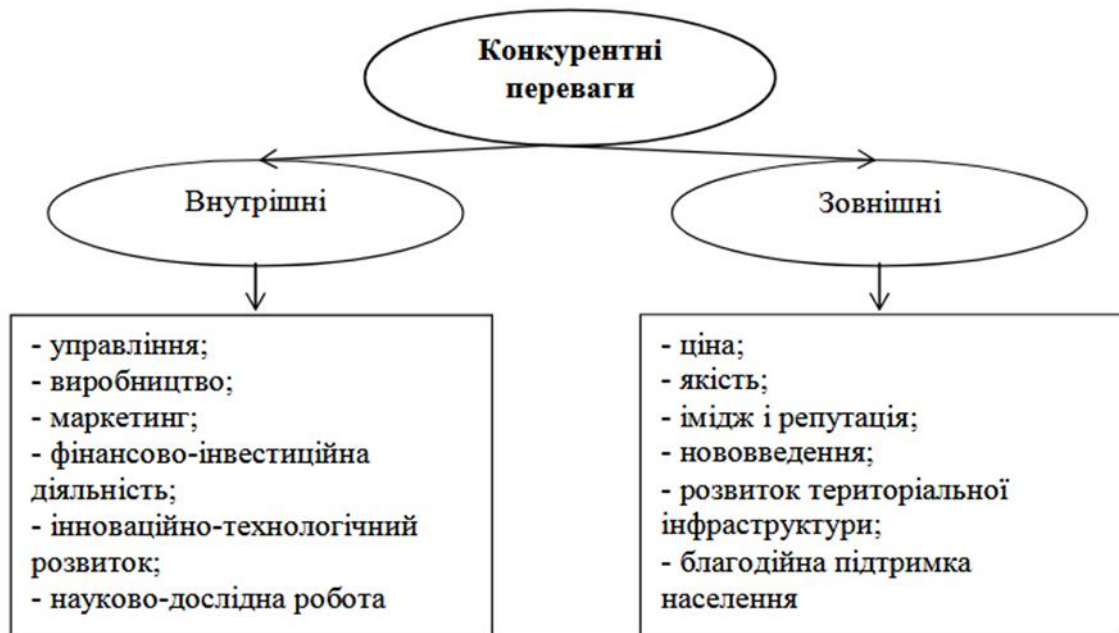 Конкурентні
переваги
Внутрішні
Зовнішні
- управління;
- виробництво;
- маркетинг;
- фінансово-інвестиційна
діяльність;
- інноваційно-технологічний
розвиток;
- науково-дослідна робота
- ціна;
- якість;
- імідж і репутація;
- нововведення;
- розвиток територіальної
інфраструктури;
- благодійна підтримка
населення